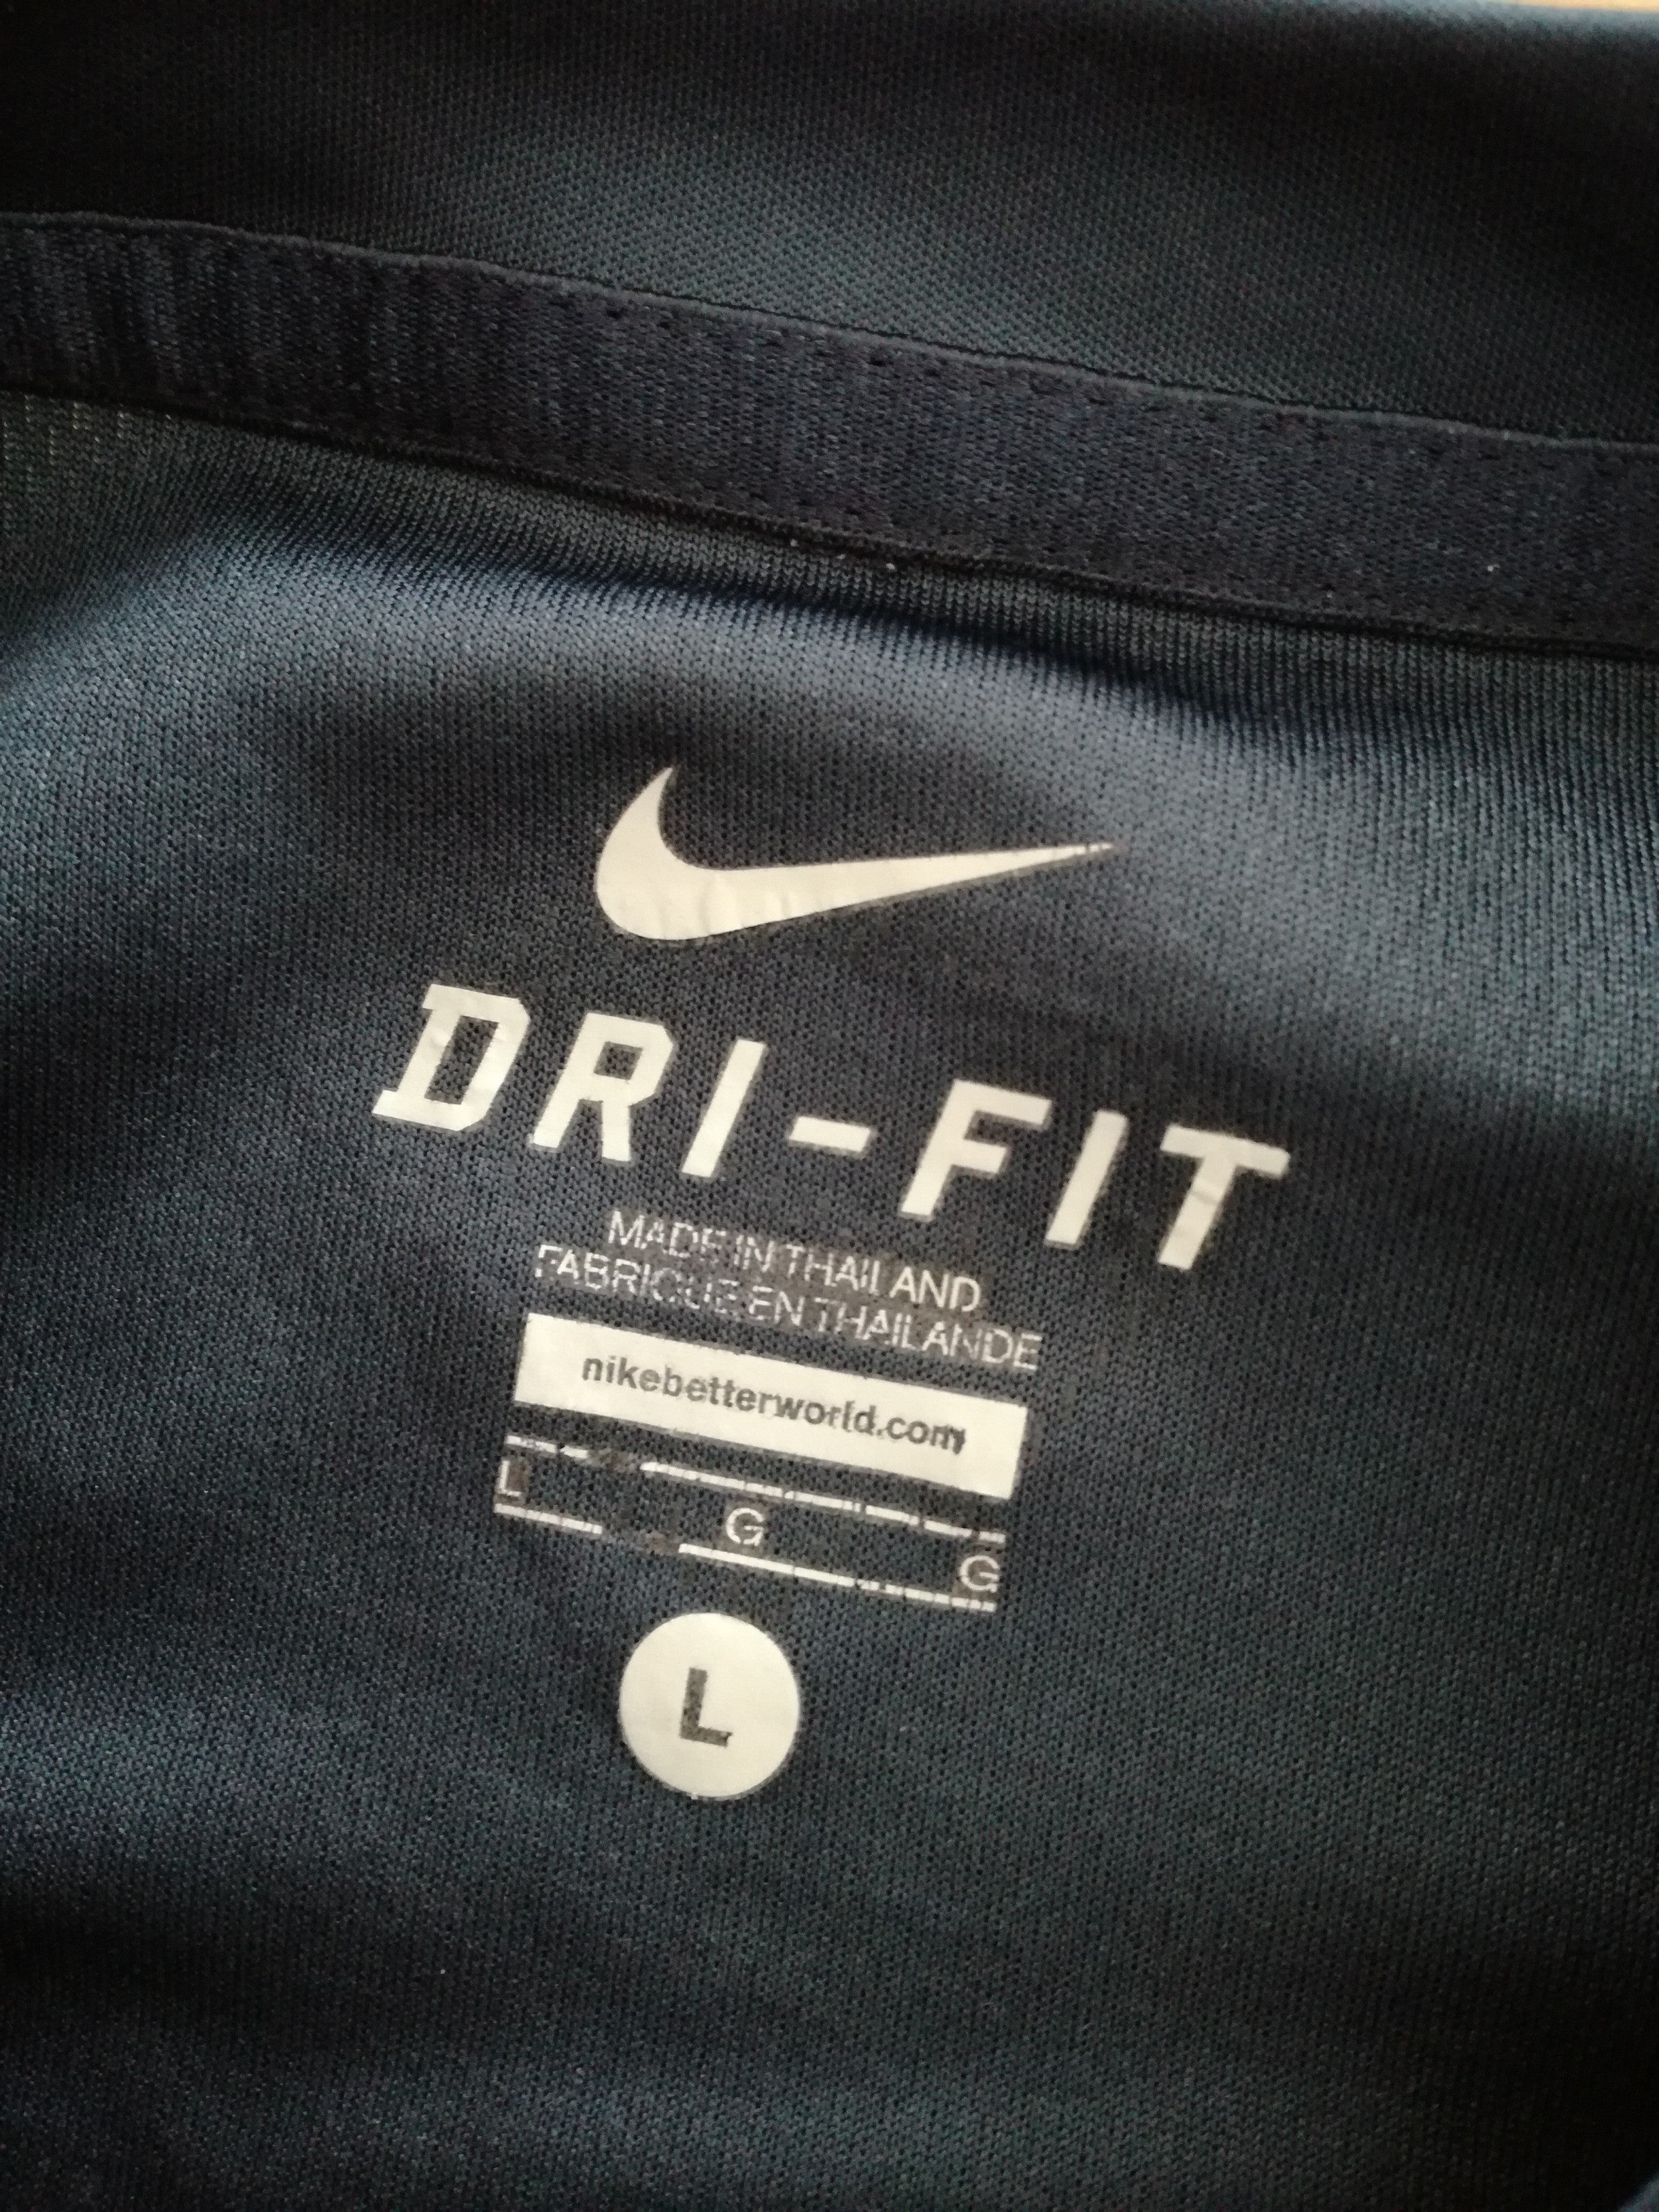 DRI-FIT
MADE IN THAILAND
FABRIQUE EN THAILANDE
nikebetterworld.com
L G G
L